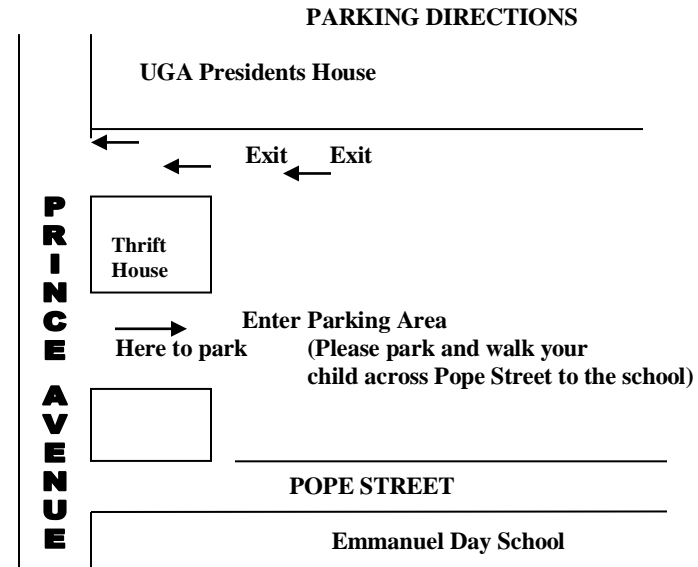 PARKING DIRECTIONS
UGA Presidents House
Exit Exit
PRINCE AVENUE
Thrift
House
Enter Parking Area
Here to park (Please park and walk your
child across Pope Street to the school)
POPE STREET
Emmanuel Day School